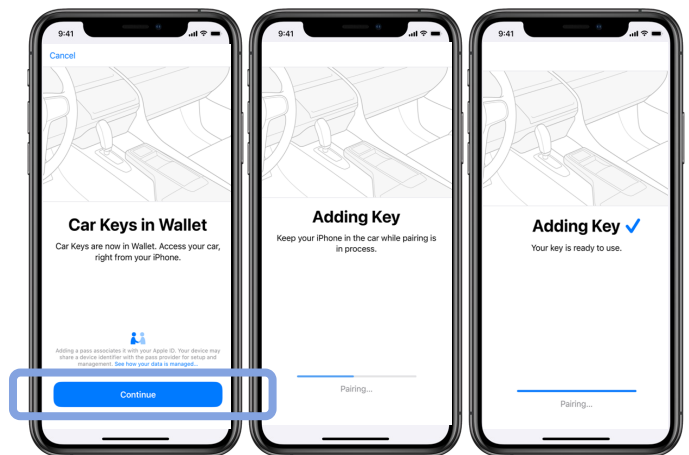 9:41
Cancel
Car Keys in Wallet
Car Keys are now in Wallet. Access your car,
right from your iPhone.
Adding a pass associates it with your Apple ID. Your device may
share a device identifier with the pass provider for setup and
management. See how your data is managed...
Continue
9:41
Adding Key
Keep your iPhone in the car while pairing is
in process.
Pairing...
9:41
Adding Key
Your key is ready to use.
Pairing...